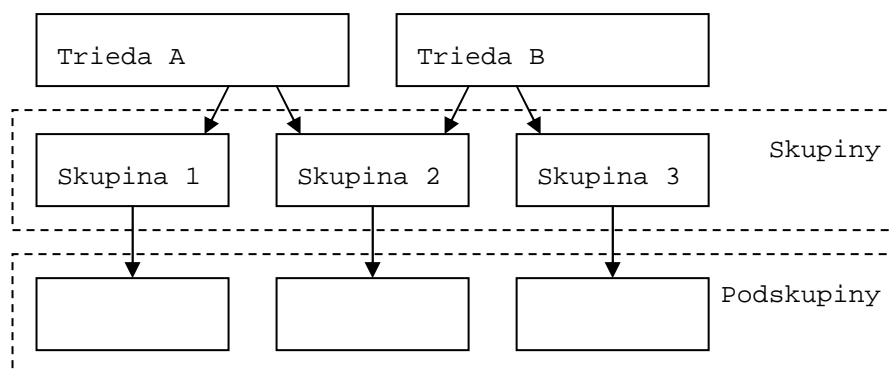 Trieda A
Trieda B
Skupiny
Skupina 1
Skupina 2
Skupina 3
Podskupiny